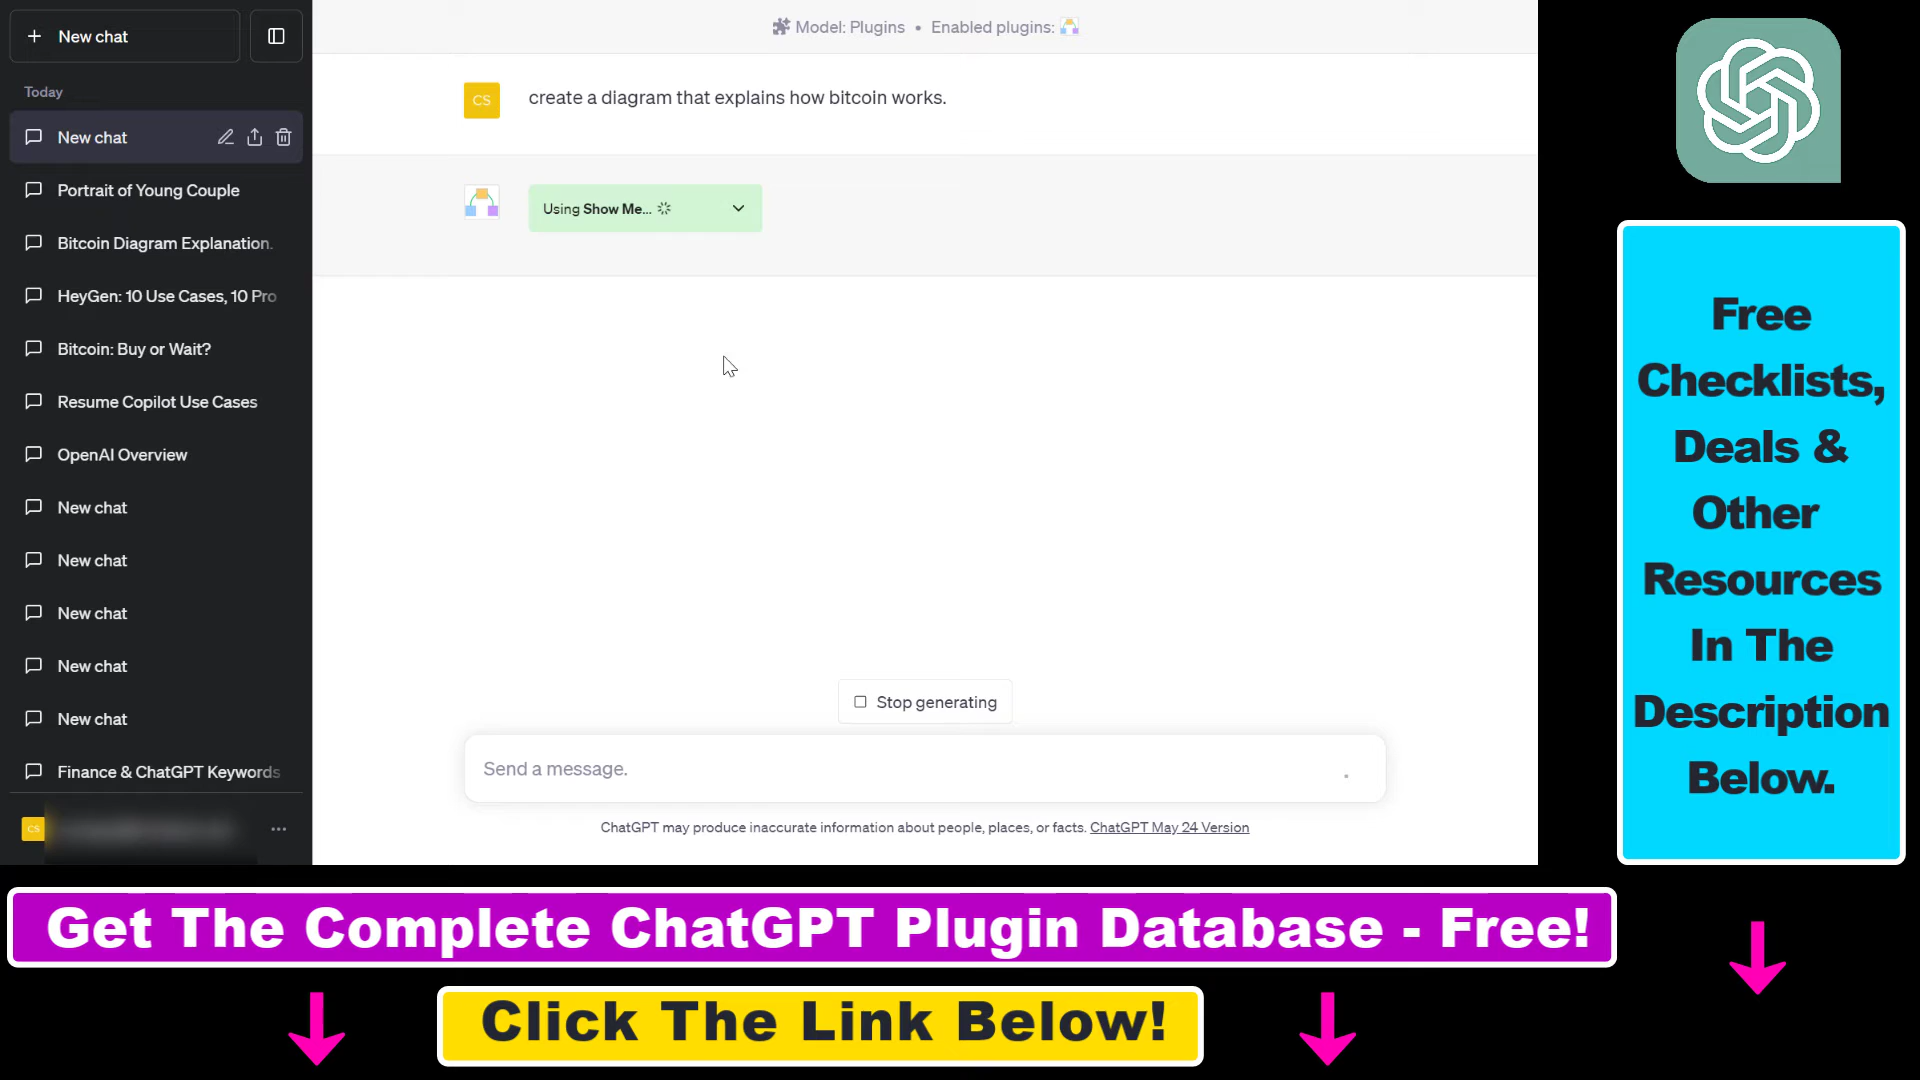 New chat
Today
New chat
Portrait of Young Couple
Bitcoin Diagram Explanation.
HeyGen: 10 Use Cases, 10 Pro
Bitcoin: Buy or Wait?
Resume Copilot Use Cases
OpenAI Overview
New chat
New chat
New chat
New chat
New chat
Finance & ChatGPT Keywords
CS
Model: Plugins • Enabled plugins:
CS
create a diagram that explains how bitcoin works.
Using Show Me...
Stop generating
Send a message.
ChatGPT may produce inaccurate information about people, places, or facts. ChatGPT May 24 Version
Free
Checklists,
Deals &
Other
Resources
In The
Description
Below.
Get The Complete ChatGPT Plugin Database - Free!
Click The Link Below!